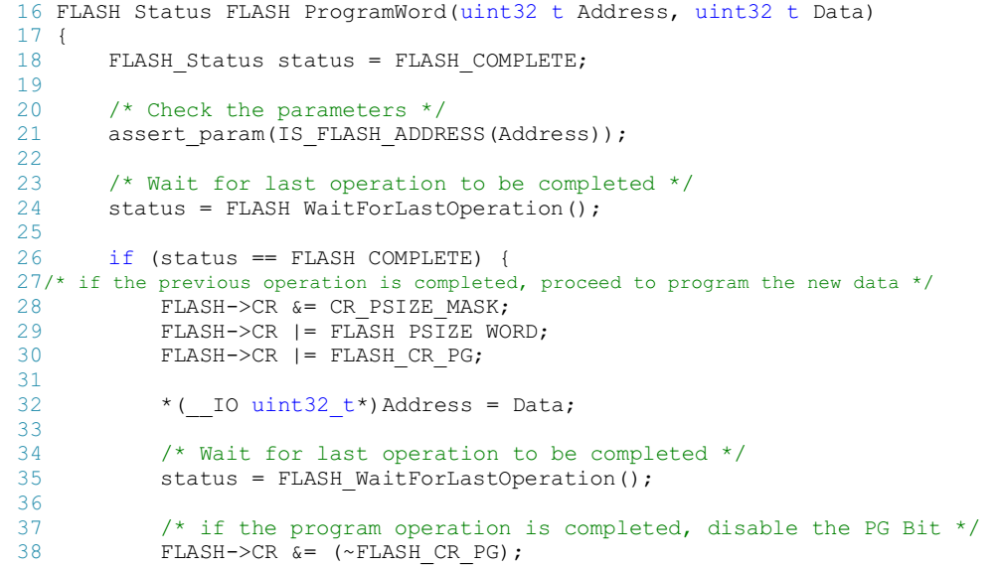 16 FLASH Status FLASH ProgramWord(uint32 t Address, uint32 t Data)
17 {
18     FLASH_Status status = FLASH_COMPLETE;
19
20     /* Check the parameters */
21     assert_param(IS_FLASH_ADDRESS(Address));
22
23     /* Wait for last operation to be completed */
24     status = FLASH WaitForLastOperation();
25
26     if (status == FLASH COMPLETE) {
27/* if the previous operation is completed, proceed to program the new data */
28         FLASH->CR &= CR_PSIZE_MASK;
29         FLASH->CR |= FLASH PSIZE WORD;
30         FLASH->CR |= FLASH_CR_PG;
31
32         *(__IO uint32_t*)Address = Data;
33
34         /* Wait for last operation to be completed */
35         status = FLASH_WaitForLastOperation();
36
37         /* if the program operation is completed, disable the PG Bit */
38         FLASH->CR &= (~FLASH_CR_PG);